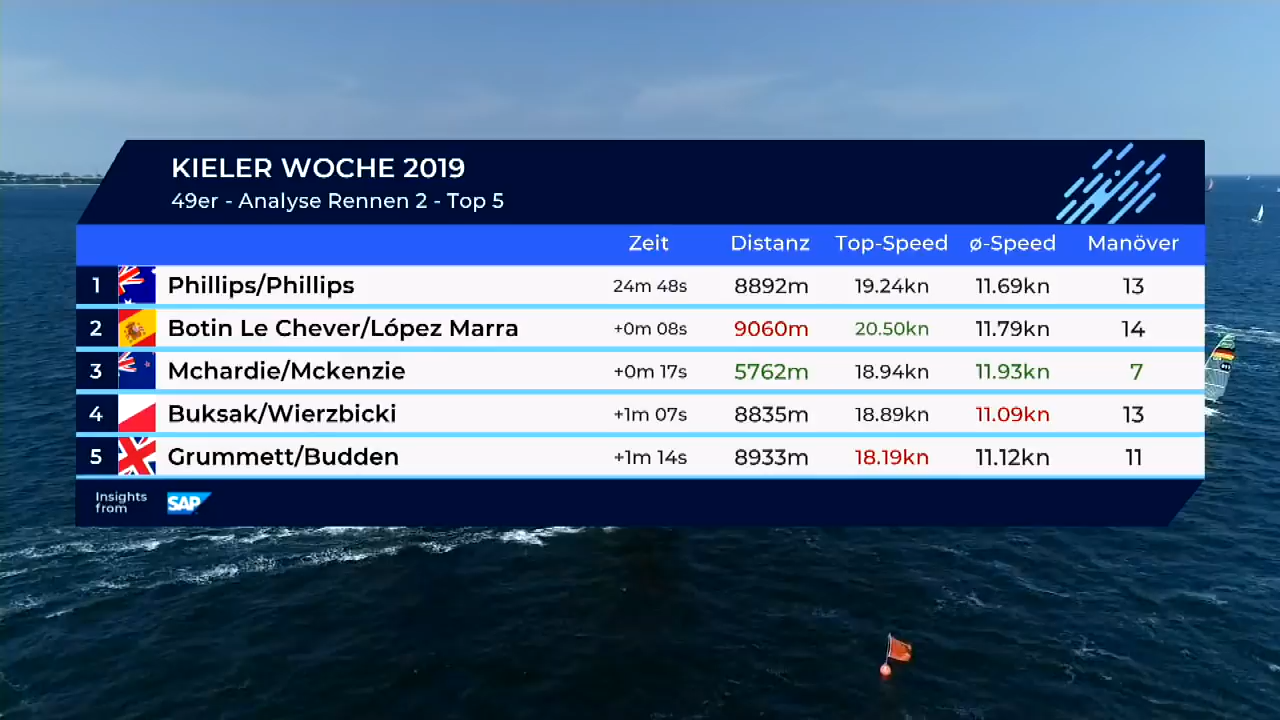 KIELER WOCHE 2019
49er - Analyse Rennen 2 - Top 5
Zeit Distanz Top-Speed ø-Speed Manöver
1 Phillips/Phillips 24m 48s 8892m 19.24kn 11.69kn 13
2 Botin Le Chever/López Marra +0m 08s 9060m 20.50kn 11.79kn 14
3 Mchardie/Mckenzie +0m 17s 5762m 18.94kn 11.93kn 7
4 Buksak/Wierzbicki +1m 07s 8835m 18.89kn 11.09kn 13
5 Grummett/Budden +1m 14s 8933m 18.19kn 11.12kn 11
Insights
from
SAP